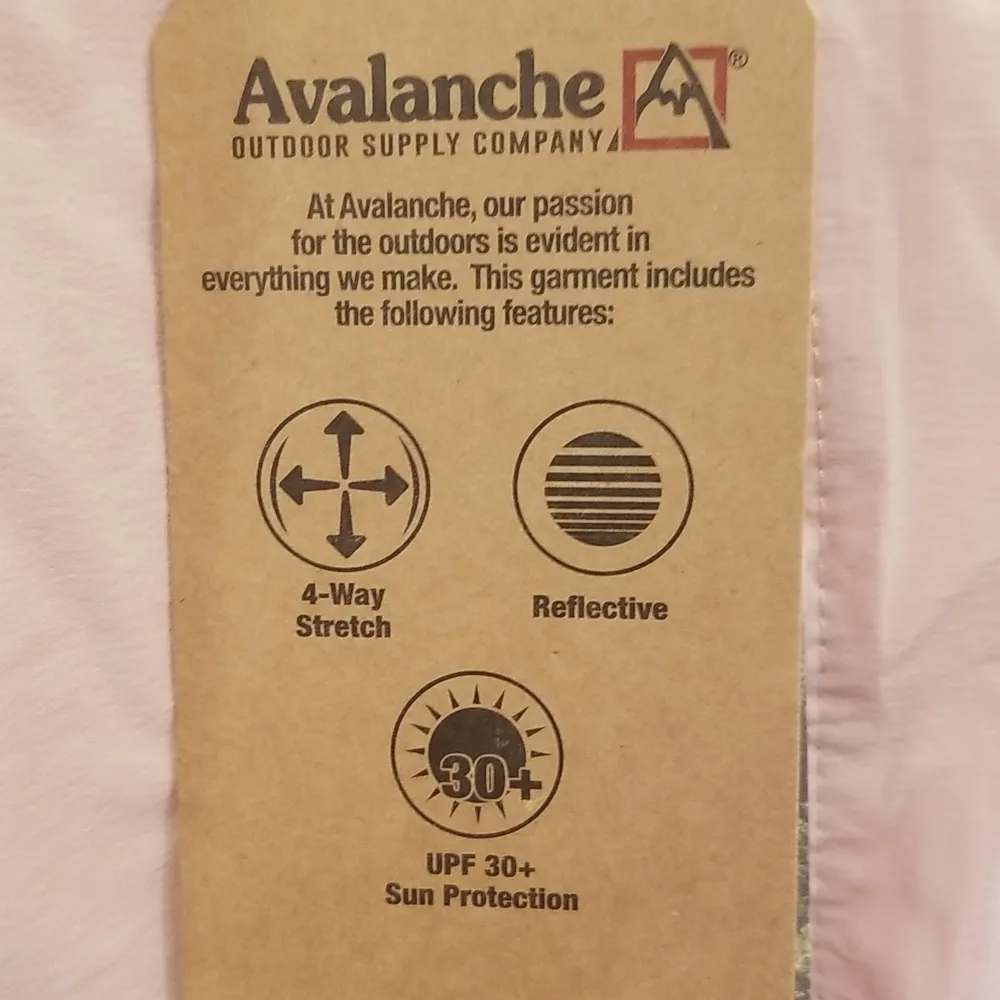 Avalanche ®
OUTDOOR SUPPLY COMPANY
At Avalanche, our passion
for the outdoors is evident in
everything we make. This garment includes
the following features:
4-Way
Stretch
Reflective
30+
UPF 30+
Sun Protection